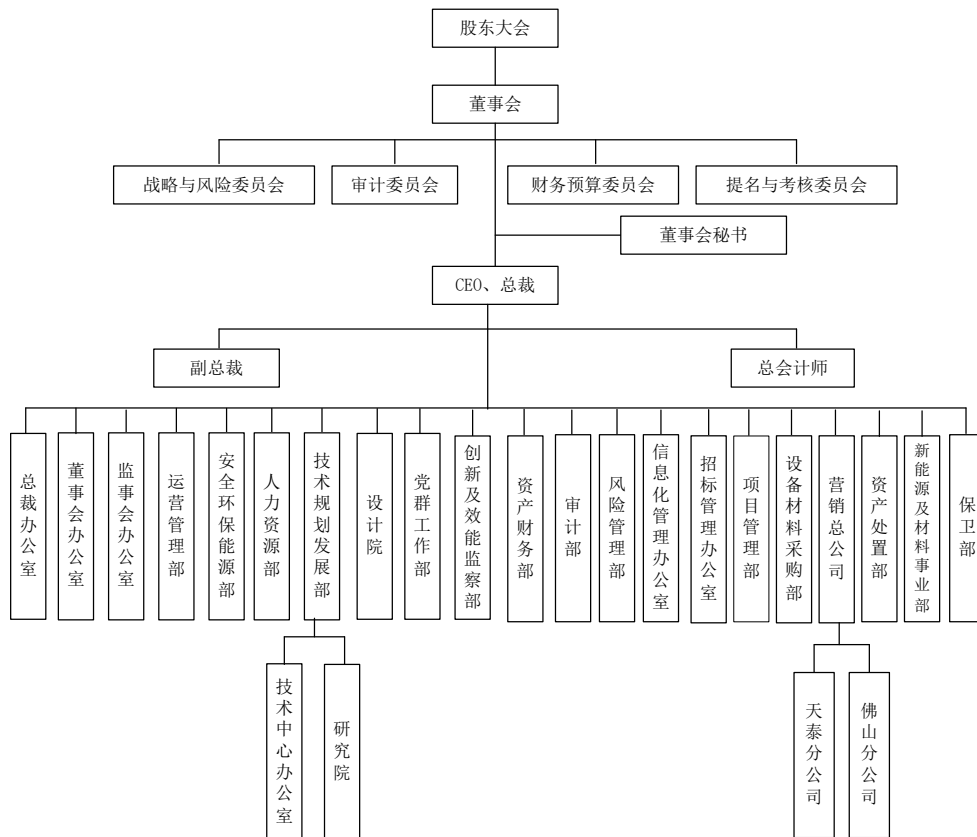 股东大会
董事会
战略与风险委员会
审计委员会
财务预算委员会
提名与考核委员会
董事会秘书
CEO、总裁
副总裁
总会计师
总裁办公室
董事会办公室
监事会办公室
运营管理部
安全环保能源部
人力资源部
技术规划发展部
设计院
党群工作部
创新及效能监察部
资产财务部
审计部
风险管理部
信息化管理办公室
招标管理办公室
项目管理部
设备材料采购部
营销总公司
资产处置部
新能源及材料事业部
保卫部
技术中心办公室
研究院
天泰分公司
佛山分公司